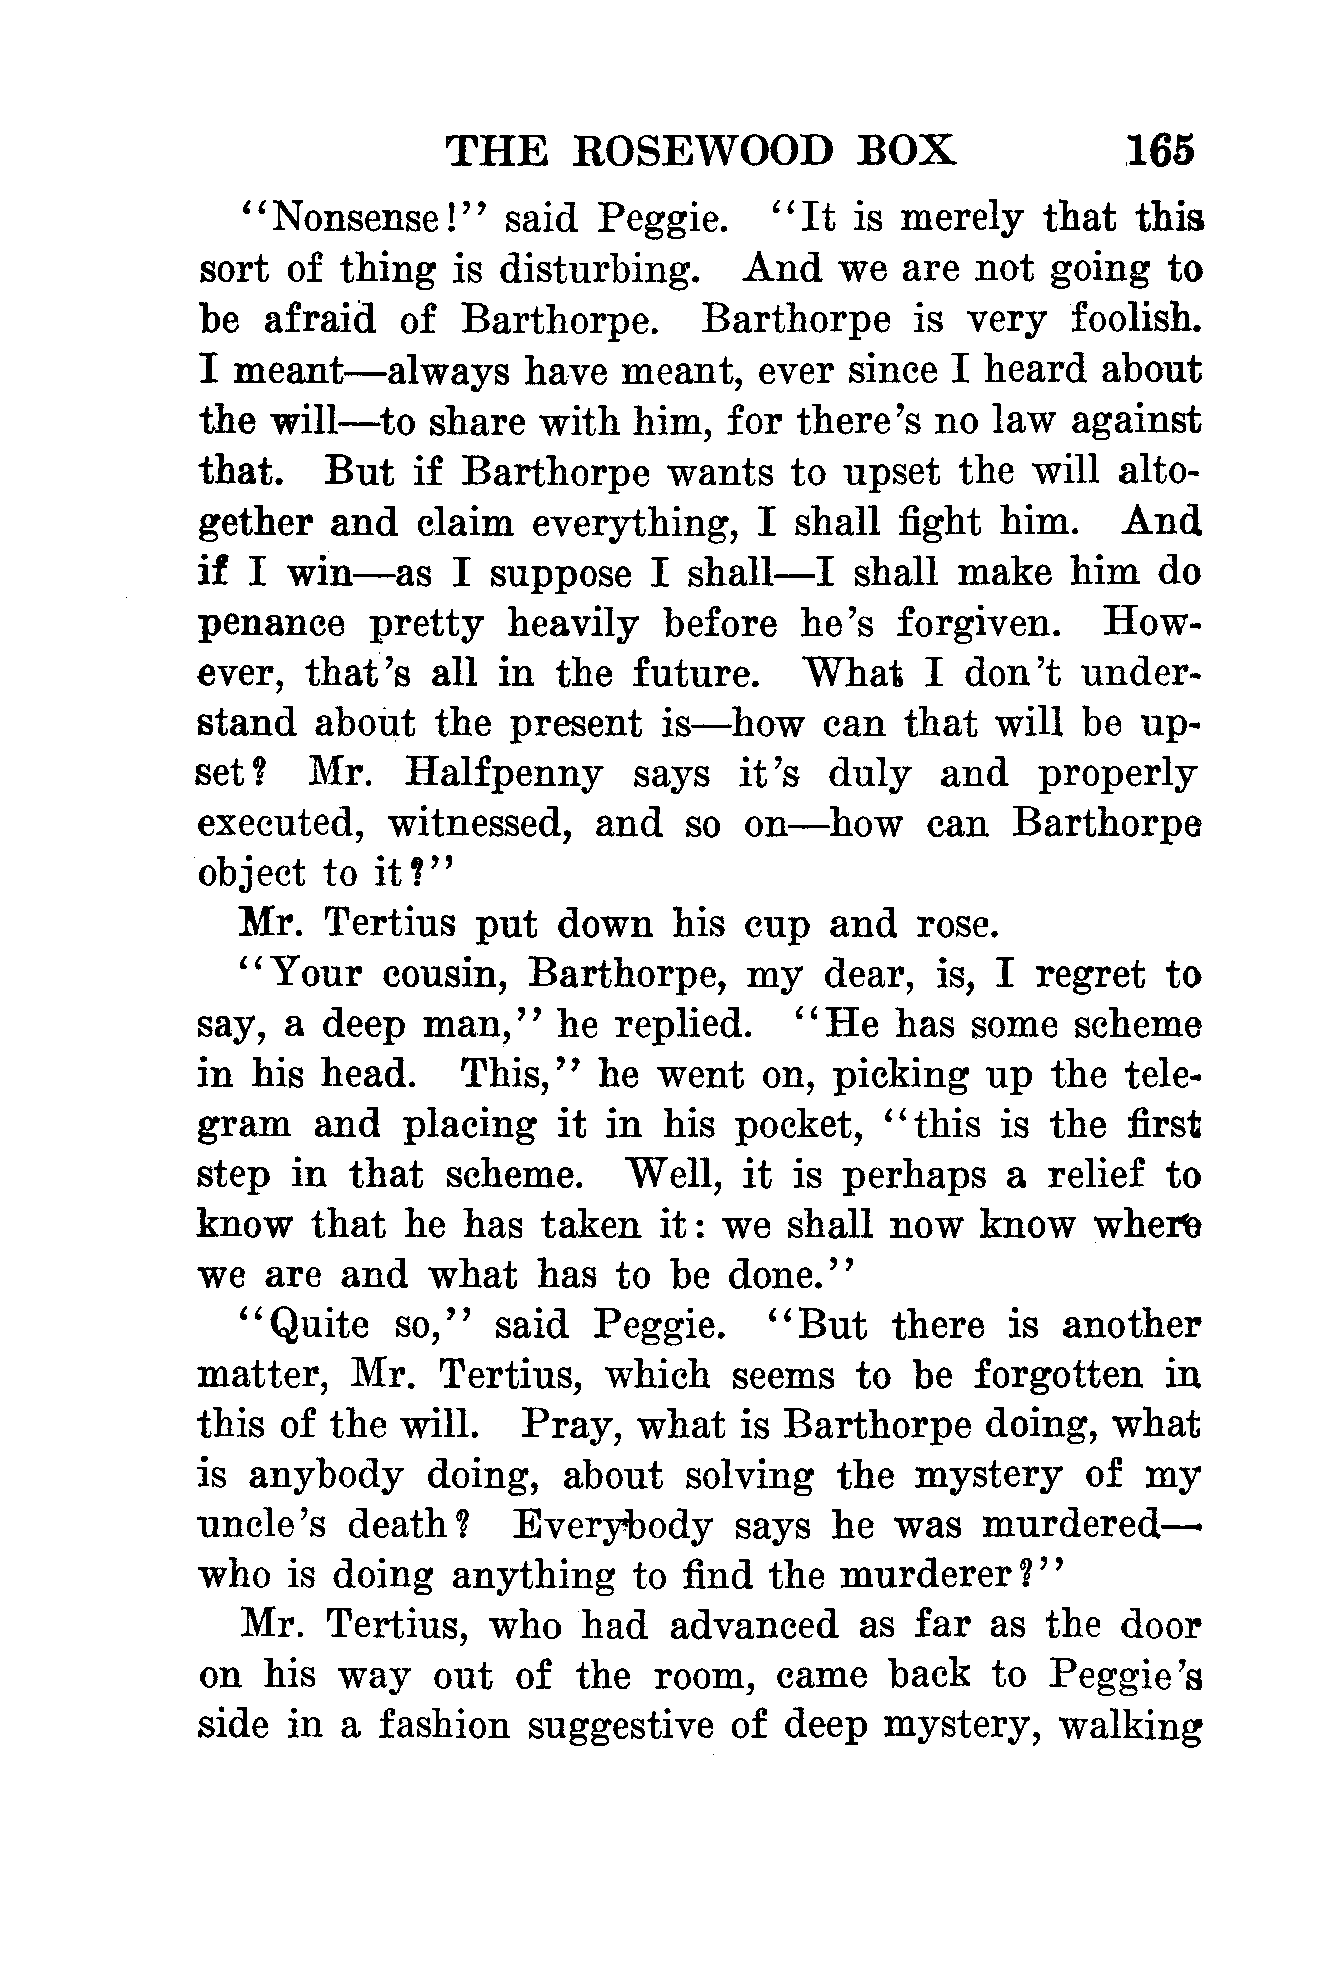 THE ROSEWOOD BOX 165
“Nonsense!” said Peggie. “It is merely that this
sort of thing is disturbing. And we are not going to
be afraid of Barthorpe. Barthorpe is very foolish.
I meant—always have meant, ever since I heard about
the will—to share with him, for there’s no law against
that. But if Barthorpe wants to upset the will alto-
gether and claim everything, I shall fight him. And
if I win—as I suppose I shall—I shall make him do
penance pretty heavily before he’s forgiven. How-
ever, that’s all in the future. What I don’t under-
stand about the present is—how can that will be up-
set? Mr. Halfpenny says it’s duly and properly
executed, witnessed, and so on—how can Barthorpe
object to it?”
Mr. Tertius put down his cup and rose.
“Your cousin, Barthorpe, my dear, is, I regret to
say, a deep man,” he replied. “He has some scheme
in his head. This,” he went on, picking up the tele-
gram and placing it in his pocket, “this is the first
step in that scheme. Well, it is perhaps a relief to
know that he has taken it: we shall now know where
we are and what has to be done.”
“Quite so,” said Peggie. “But there is another
matter, Mr. Tertius, which seems to be forgotten in
this of the will. Pray, what is Barthorpe doing, what
is anybody doing, about solving the mystery of my
uncle’s death? Everybody says he was murdered—
who is doing anything to find the murderer?”
Mr. Tertius, who had advanced as far as the door
on his way out of the room, came back to Peggie’s
side in a fashion suggestive of deep mystery, walking